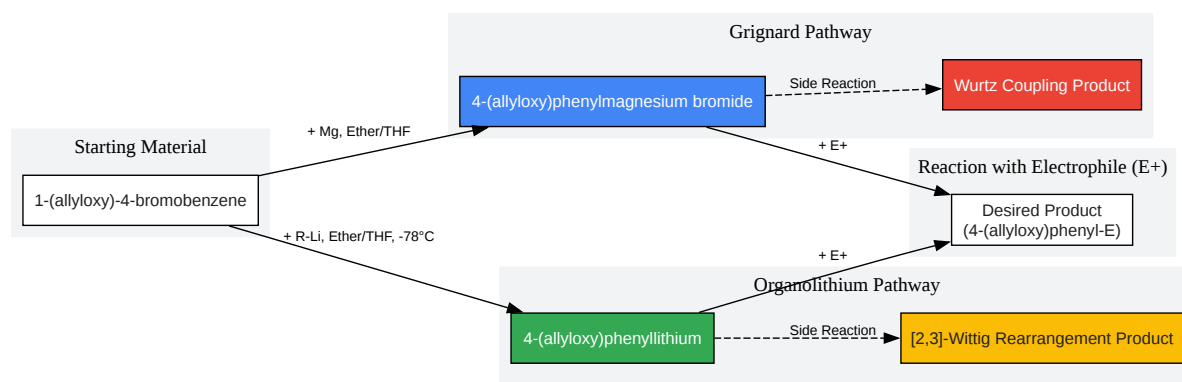 Grignard Pathway
4-(allyloxy)phenylmagnesium bromide
Side Reaction
Wurtz Coupling Product
+ Mg, Ether/THF
Starting Material
1-(allyloxy)-4-bromobenzene
+ E+
Reaction with Electrophile (E+)
Desired Product
(4-(allyloxy)phenyl-E)
+ R-Li, Ether/THF, -78°C
+ E+
Organolithium Pathway
4-(allyloxy)phenyllithium
Side Reaction
[2,3]-Wittig Rearrangement Product